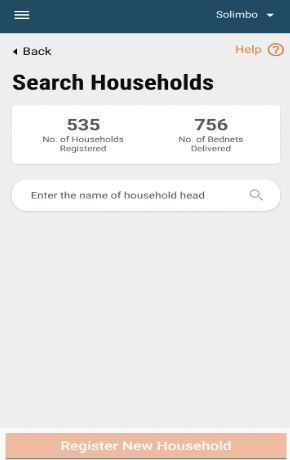 Solimbo
Back
Help
Search Households
535
No. of Households
Registered
756
No. of Bednets
Delivered
Enter the name of household head
Register New Household